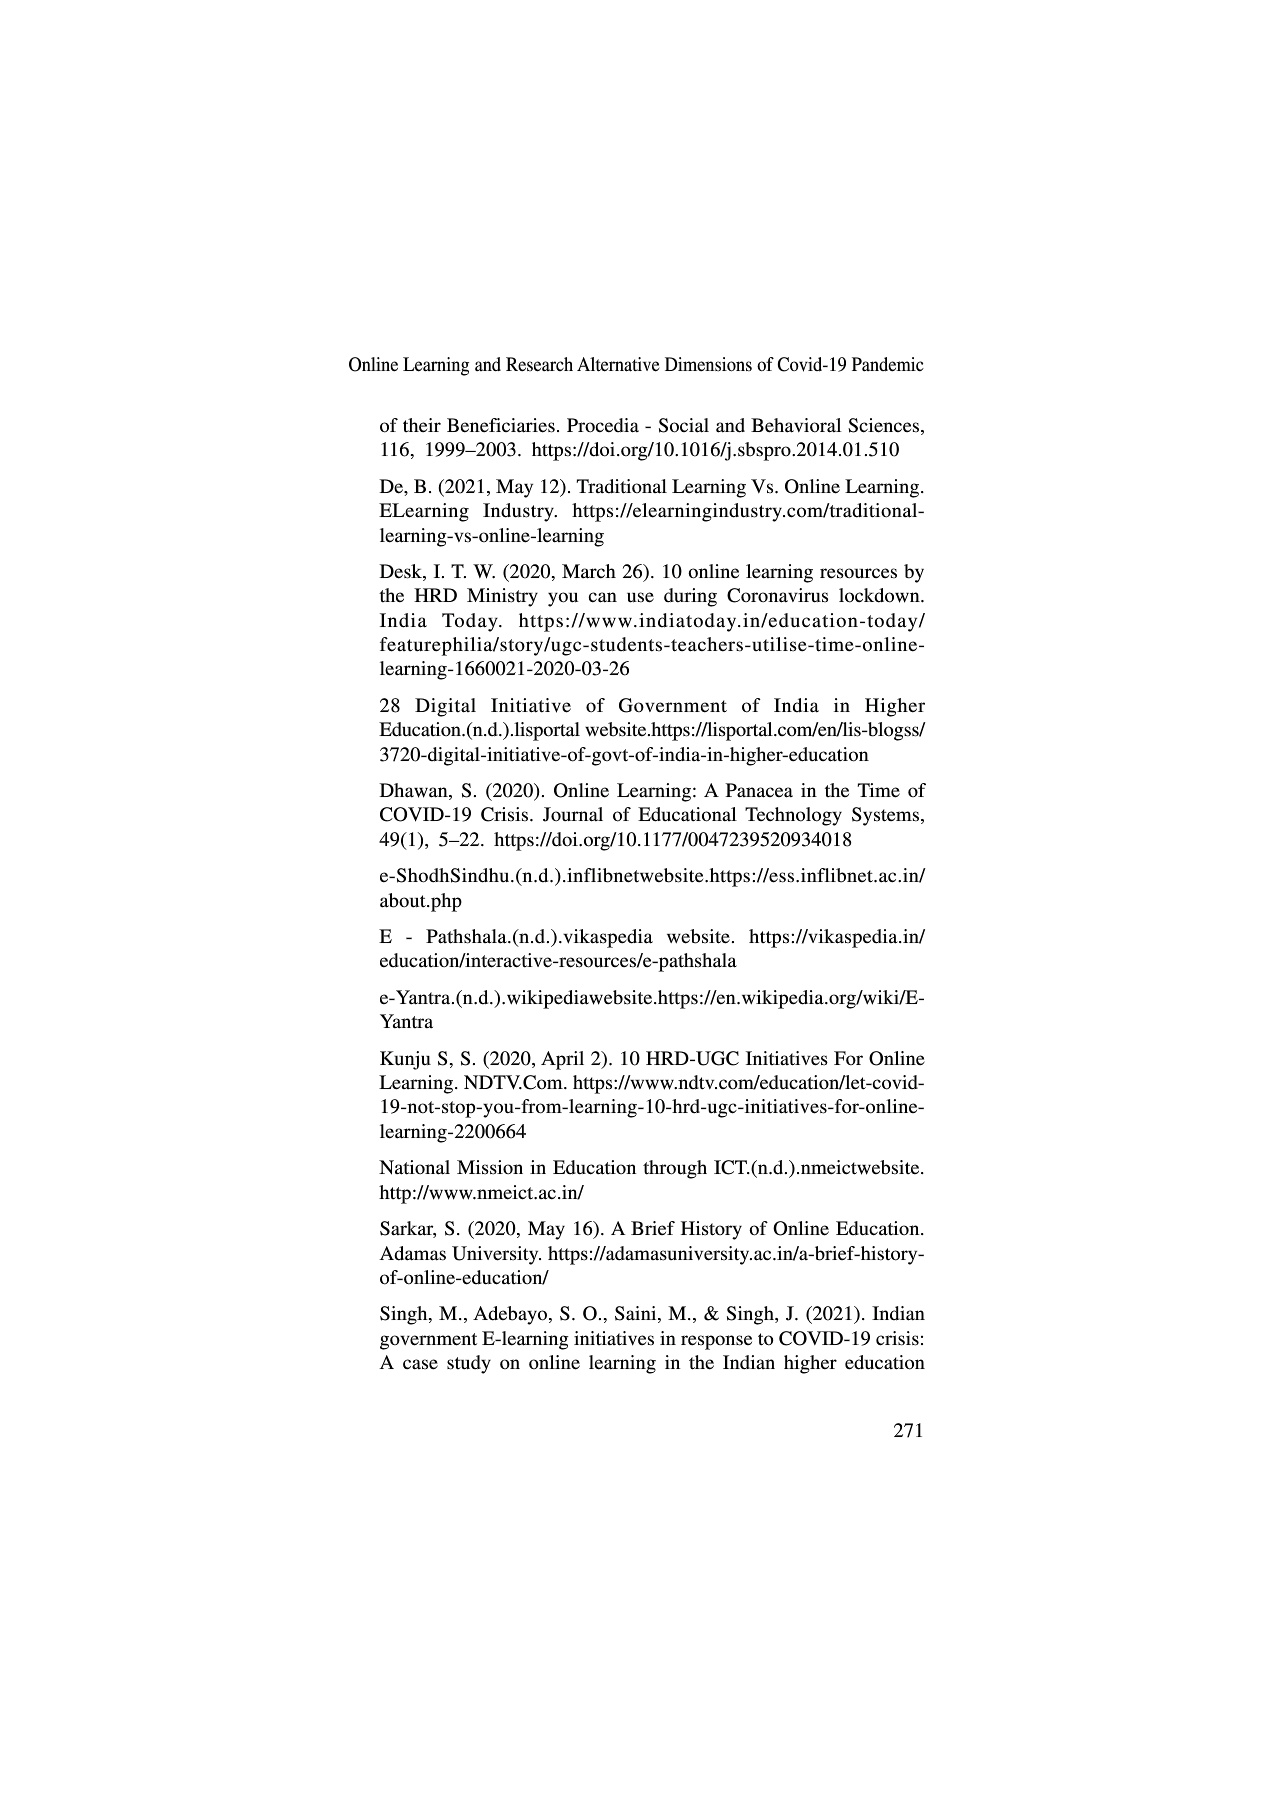 Online Learning and Research Alternative Dimensions of Covid-19 Pandemic
of their Beneficiaries. Procedia - Social and Behavioral Sciences,
116, 1999–2003. https://doi.org/10.1016/j.sbspro.2014.01.510
De, B. (2021, May 12). Traditional Learning Vs. Online Learning.
ELearning Industry. https://elearningindustry.com/traditional-
learning-vs-online-learning
Desk, I. T. W. (2020, March 26). 10 online learning resources by
the HRD Ministry you can use during Coronavirus lockdown.
India Today. https://www.indiatoday.in/education-today/
featurephilia/story/ugc-students-teachers-utilise-time-online-
learning-1660021-2020-03-26
28 Digital Initiative of Government of India in Higher
Education.(n.d.).lisportal website.https://lisportal.com/en/lis-blogss/
3720-digital-initiative-of-govt-of-india-in-higher-education
Dhawan, S. (2020). Online Learning: A Panacea in the Time of
COVID-19 Crisis. Journal of Educational Technology Systems,
49(1), 5–22. https://doi.org/10.1177/0047239520934018
e-ShodhSindhu.(n.d.).inflibnetwebsite.https://ess.inflibnet.ac.in/
about.php
E - Pathshala.(n.d.).vikaspedia website. https://vikaspedia.in/
education/interactive-resources/e-pathshala
e-Yantra.(n.d.).wikipediawebsite.https://en.wikipedia.org/wiki/E-
Yantra
Kunju S, S. (2020, April 2). 10 HRD-UGC Initiatives For Online
Learning. NDTV.Com. https://www.ndtv.com/education/let-covid-
19-not-stop-you-from-learning-10-hrd-ugc-initiatives-for-online-
learning-2200664
National Mission in Education through ICT.(n.d.).nmeictwebsite.
http://www.nmeict.ac.in/
Sarkar, S. (2020, May 16). A Brief History of Online Education.
Adamas University. https://adamasuniversity.ac.in/a-brief-history-
of-online-education/
Singh, M., Adebayo, S. O., Saini, M., & Singh, J. (2021). Indian
government E-learning initiatives in response to COVID-19 crisis:
A case study on online learning in the Indian higher education
271